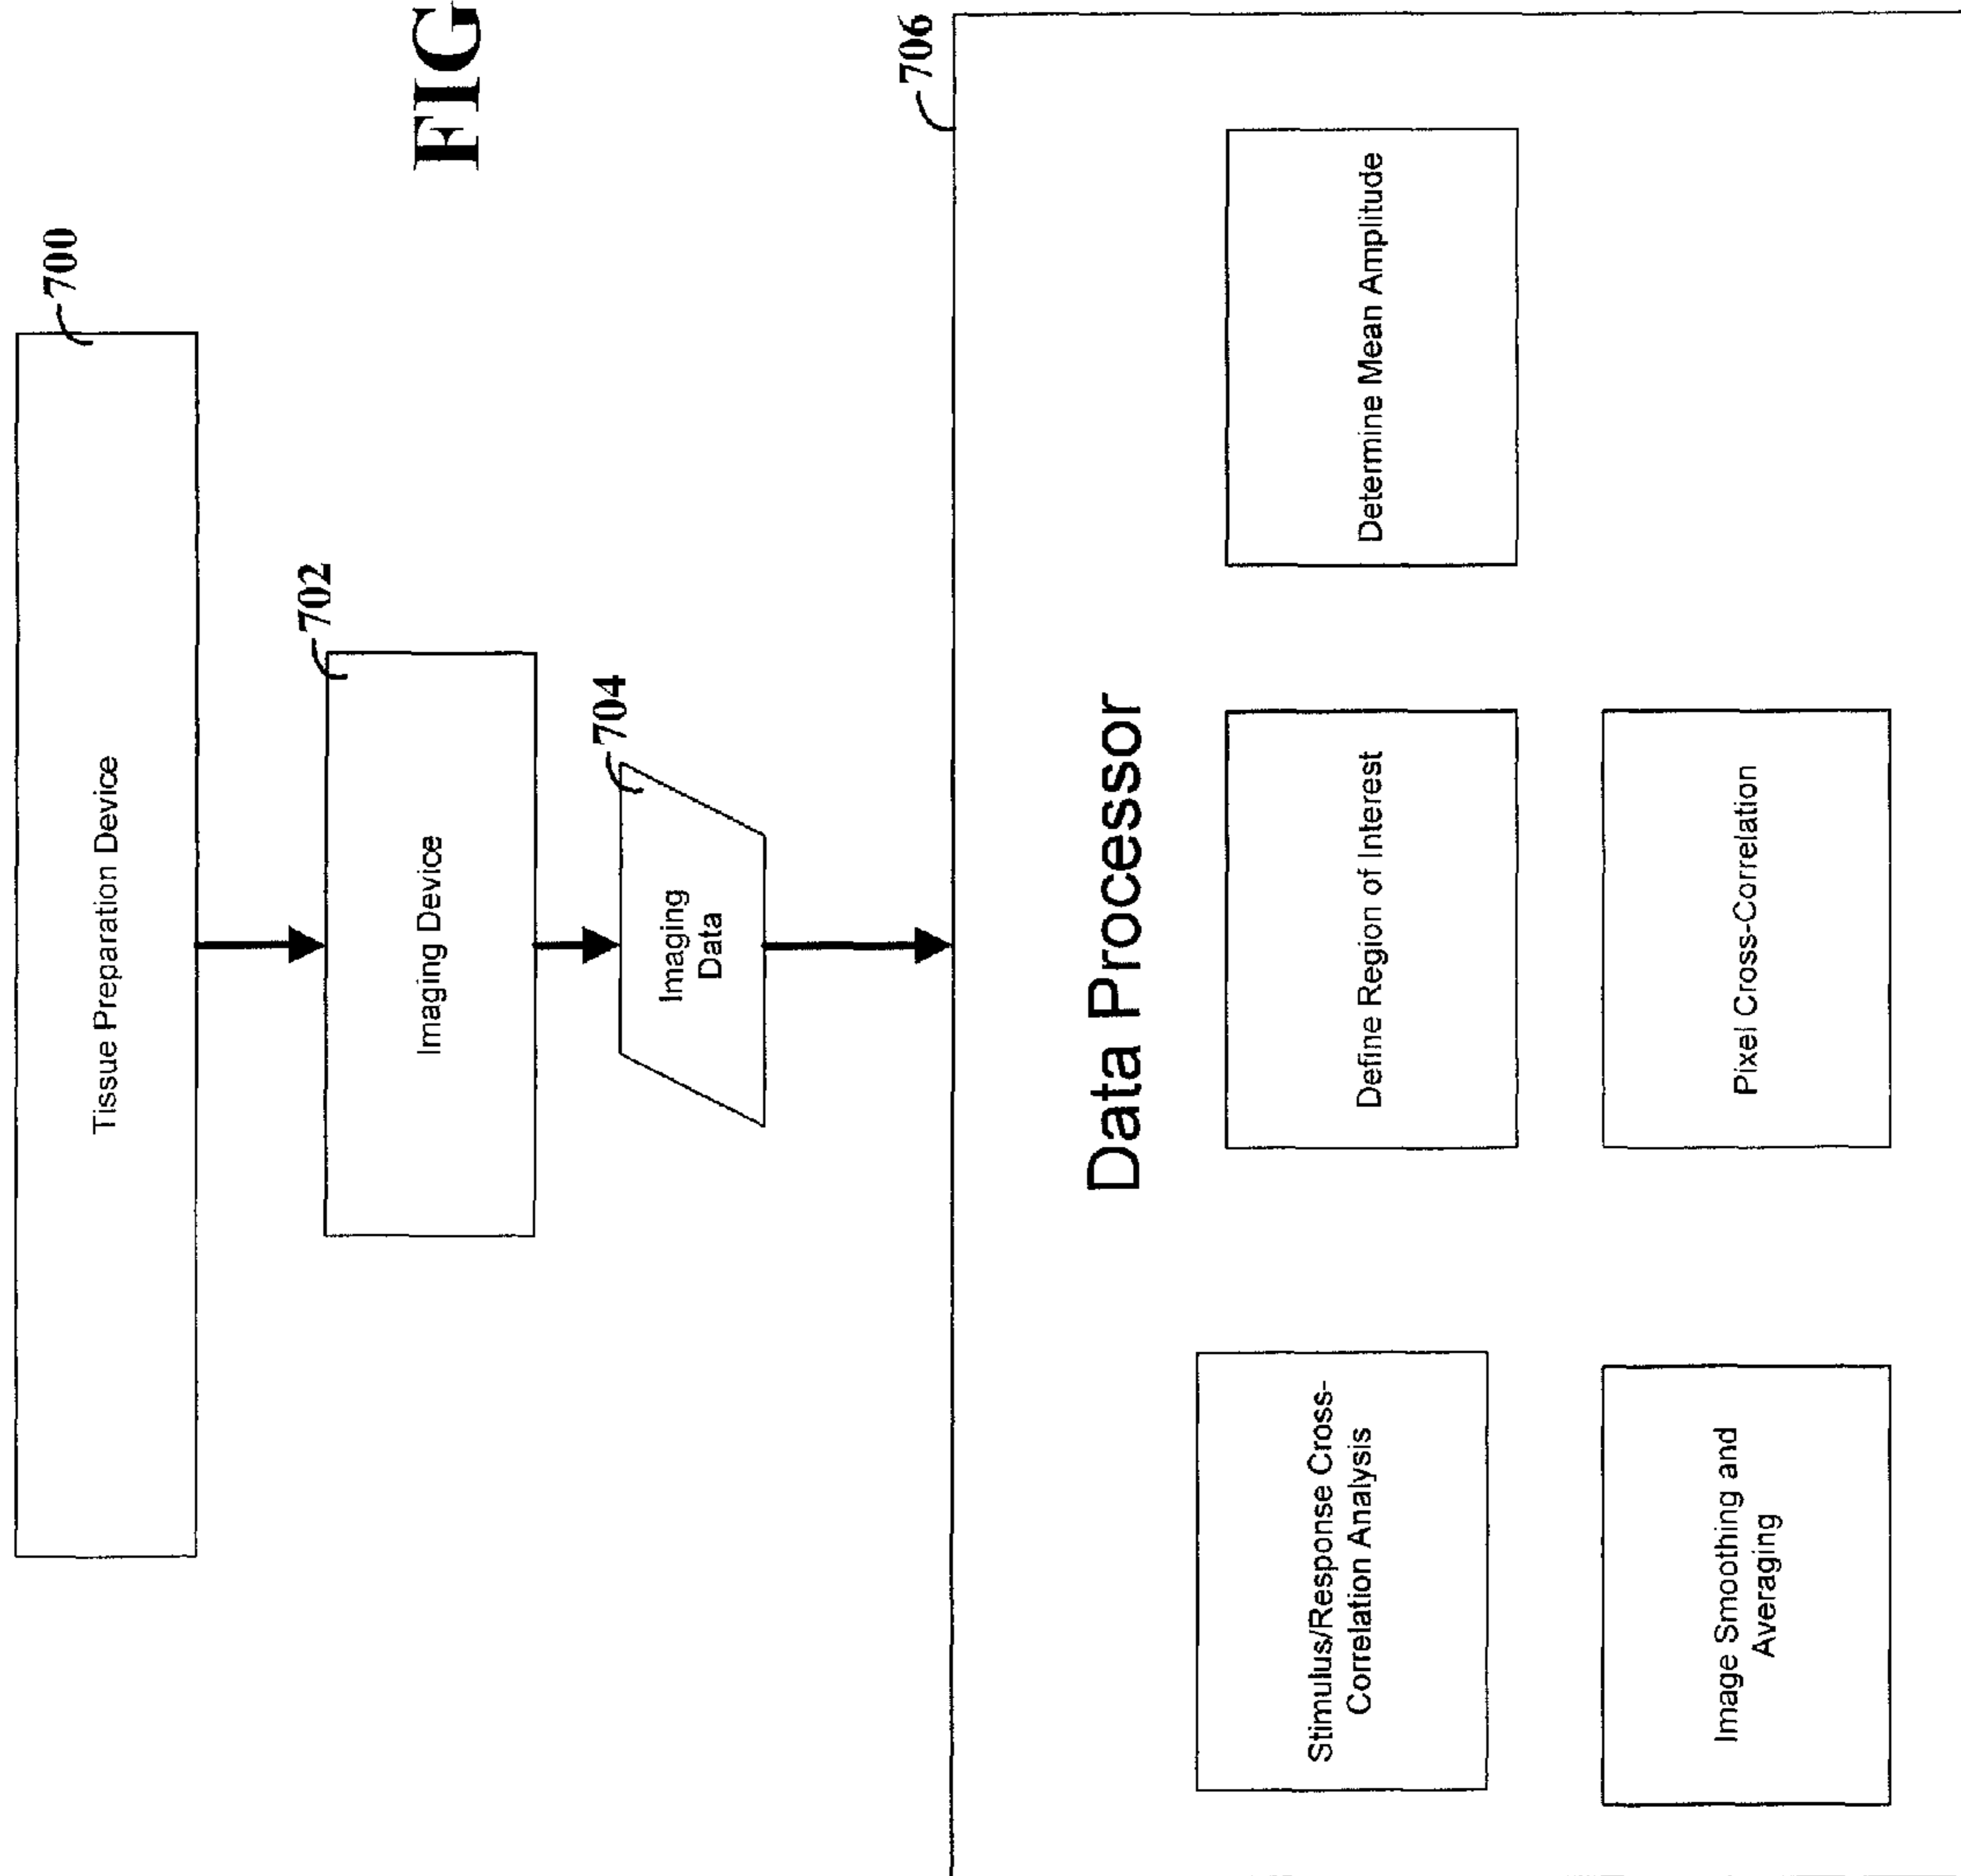 FIG
700
Tissue Preparation Device
702
Imaging Device
704
Imaging
Data
706
Data Processor
Stimulus/Response Cross-
Correlation Analysis
Define Region of Interest
Determine Mean Amplitude
Image Smoothing and
Averaging
Pixel Cross-Correlation